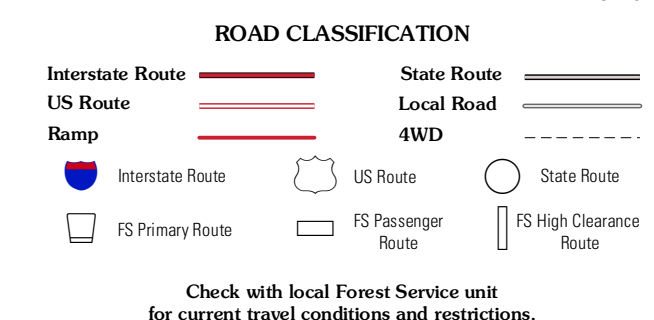 ROAD CLASSIFICATION
Interstate Route State Route
US Route Local Road
Ramp 4WD
Interstate Route US Route State Route
FS Primary Route FS Passenger Route FS High Clearance Route
Check with local Forest Service unit
for current travel conditions and restrictions.